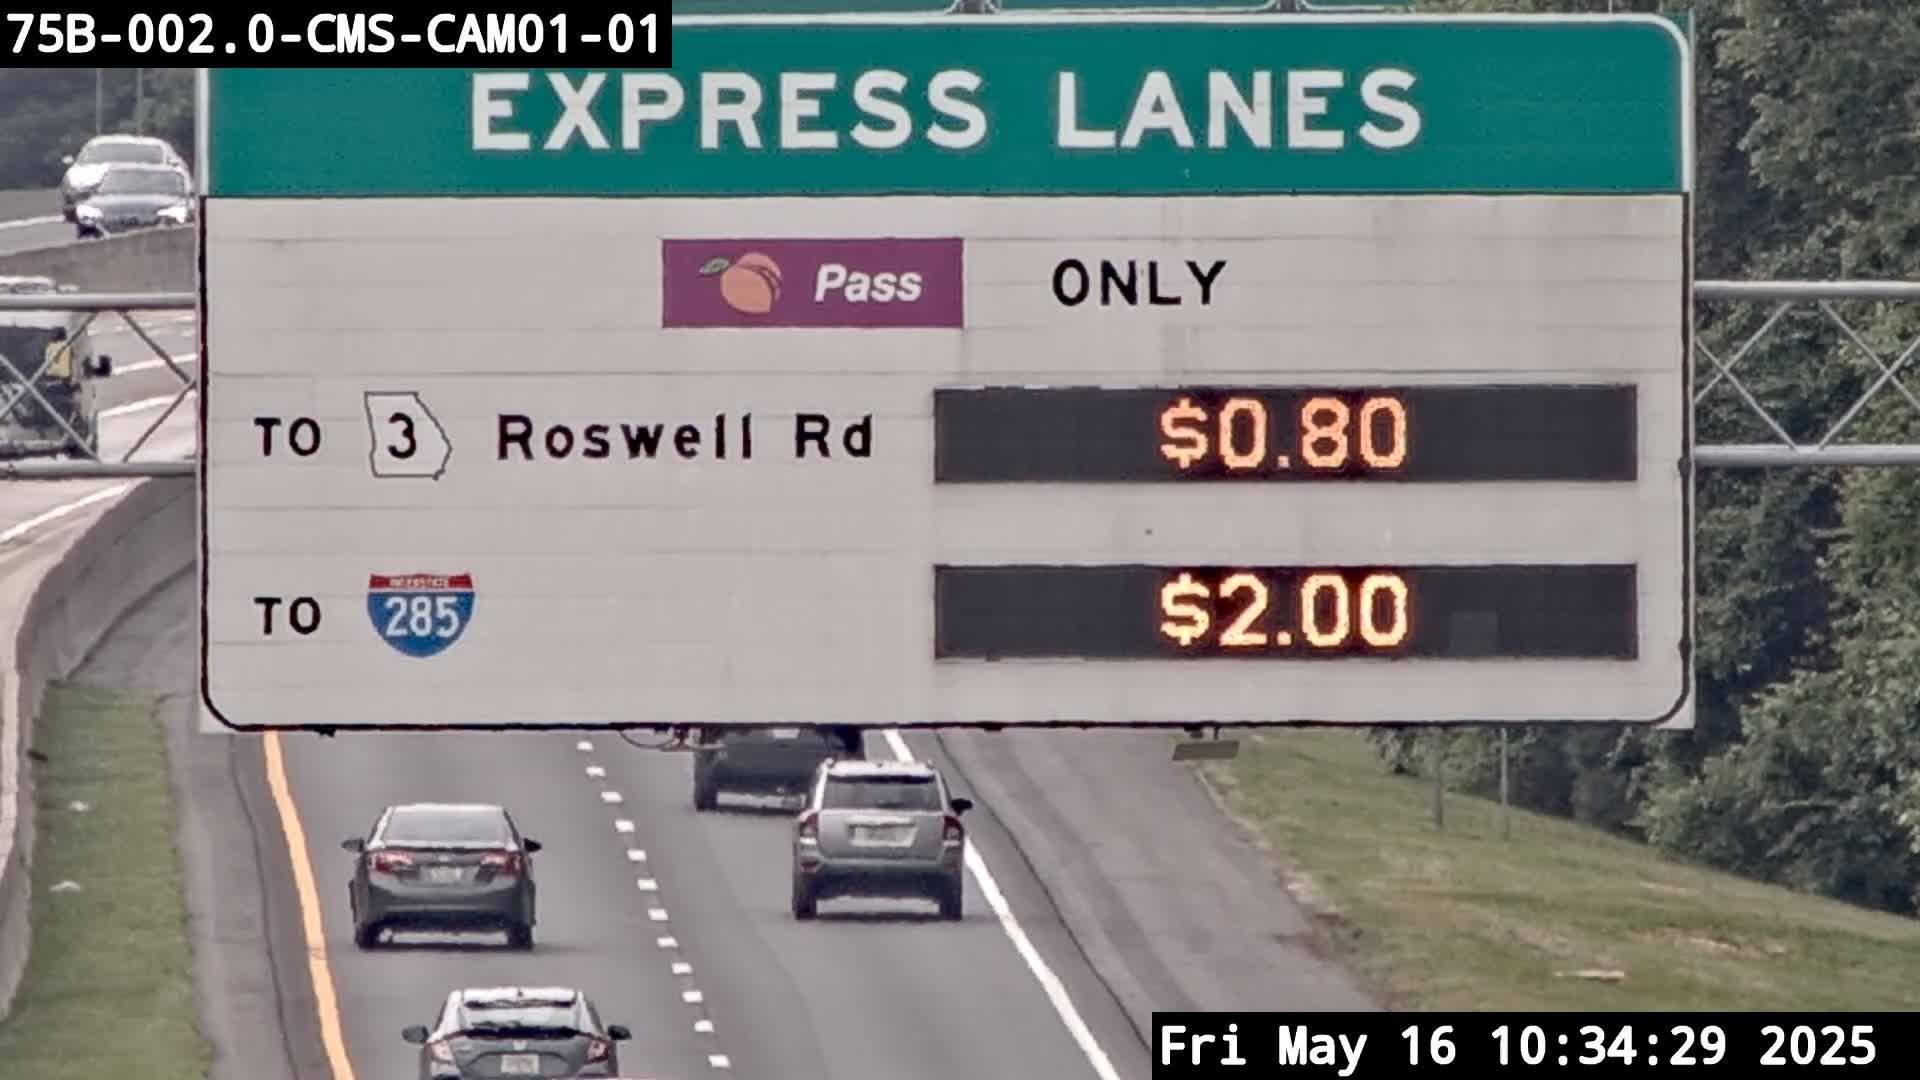 75B-002.0-CMS-CAM01-01
EXPRESS LANES
Pass ONLY
TO 3 Roswell Rd $0.80
INTERSTATE
TO 285 $2.00
Fri May 16 10:34:29 2025